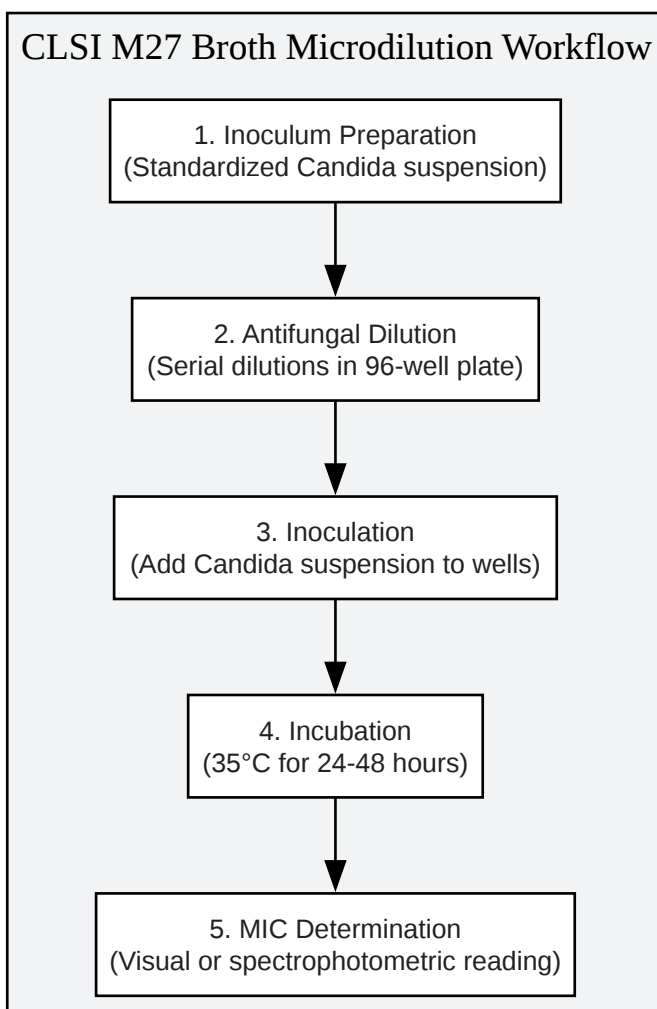 CLSI M27 Broth Microdilution Workflow
1. Inoculum Preparation
(Standardized Candida suspension)
2. Antifungal Dilution
(Serial dilutions in 96-well plate)
3. Inoculation
(Add Candida suspension to wells)
4. Incubation
(35°C for 24-48 hours)
5. MIC Determination
(Visual or spectrophotometric reading)